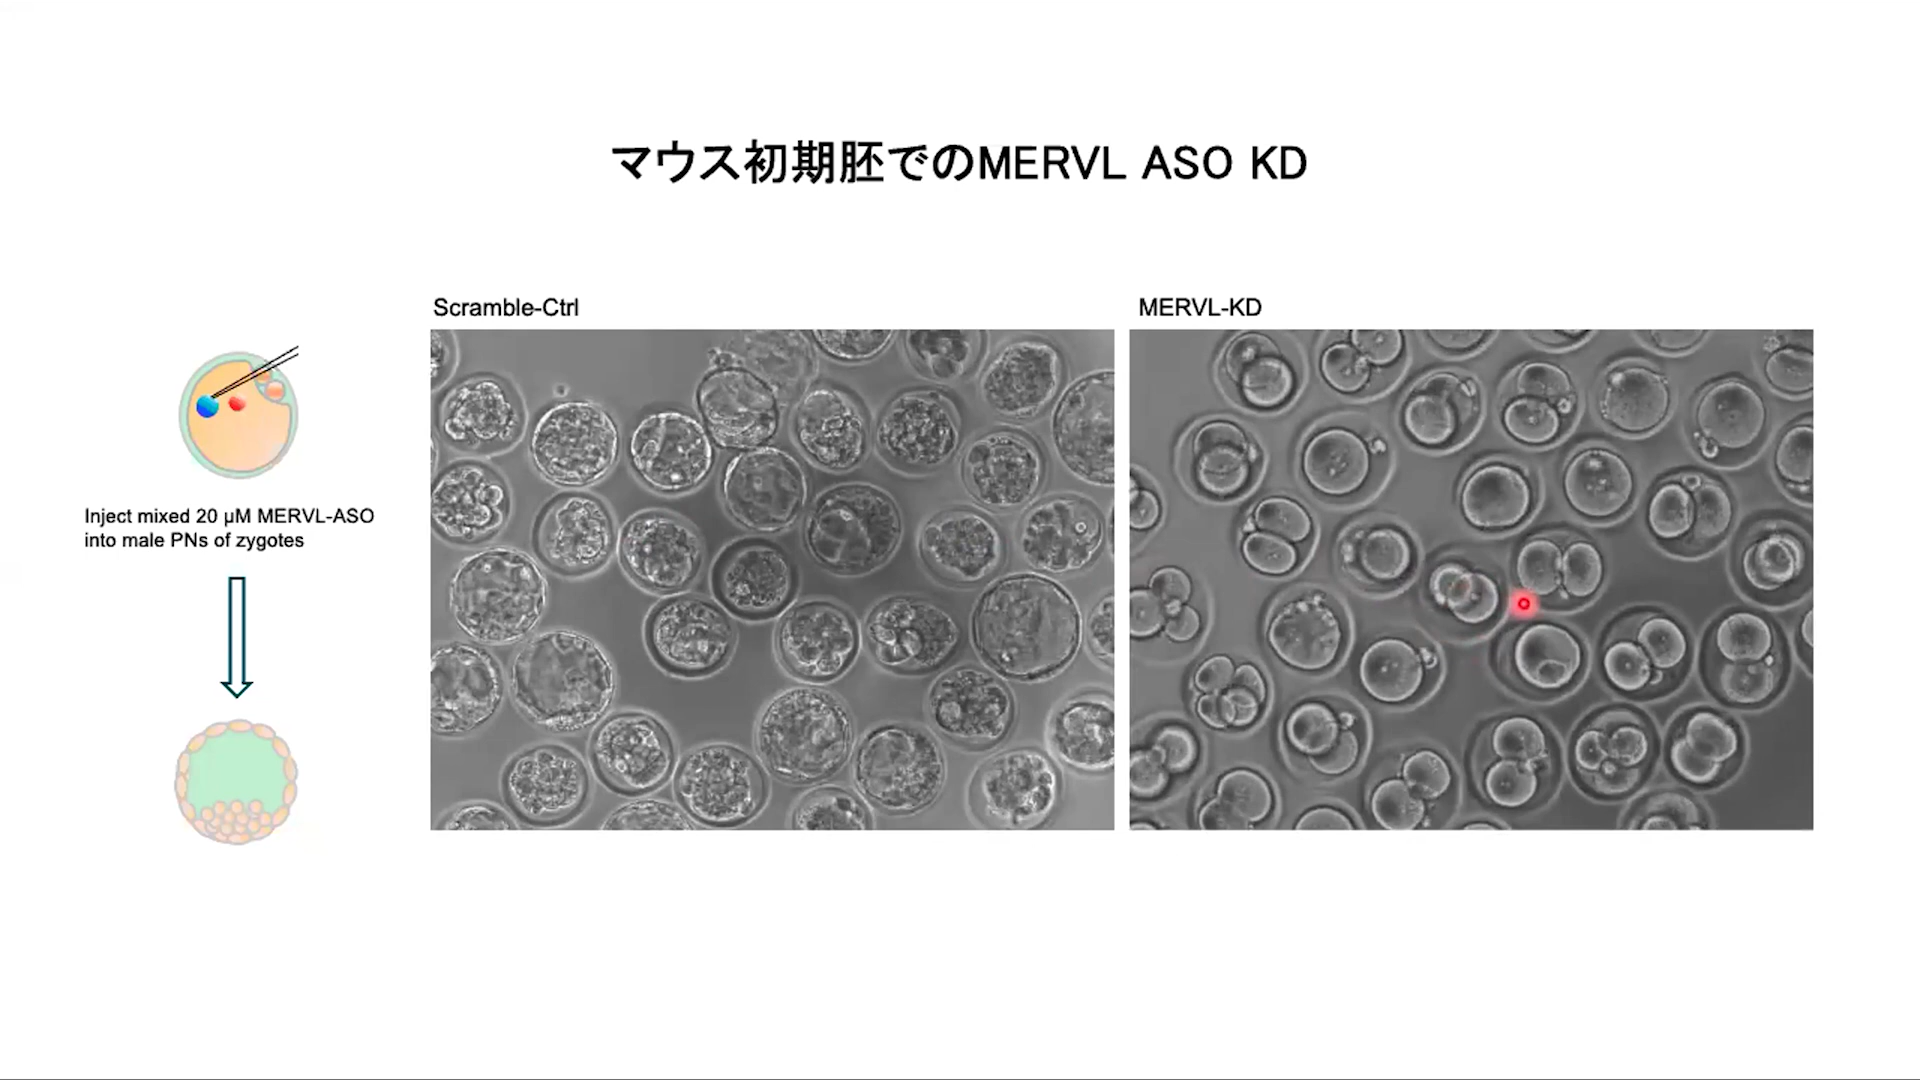 マウス初期胚でのMERVL ASO KD
Scramble-Ctrl
MERVL-KD
Inject mixed 20 µM MERVL-ASO
into male PNs of zygotes